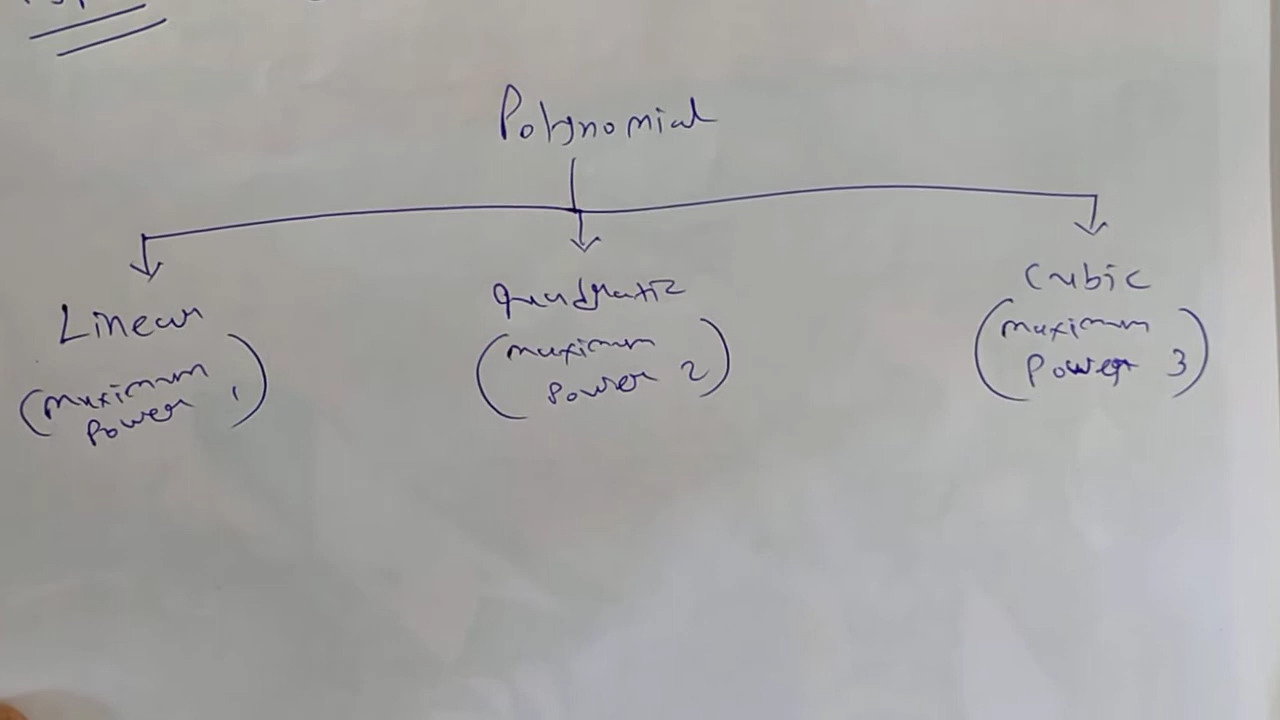 Polynomial
Linear
(maximum
power 1)
quadratic
(maximum
power 2)
Cubic
(maximum
power 3)